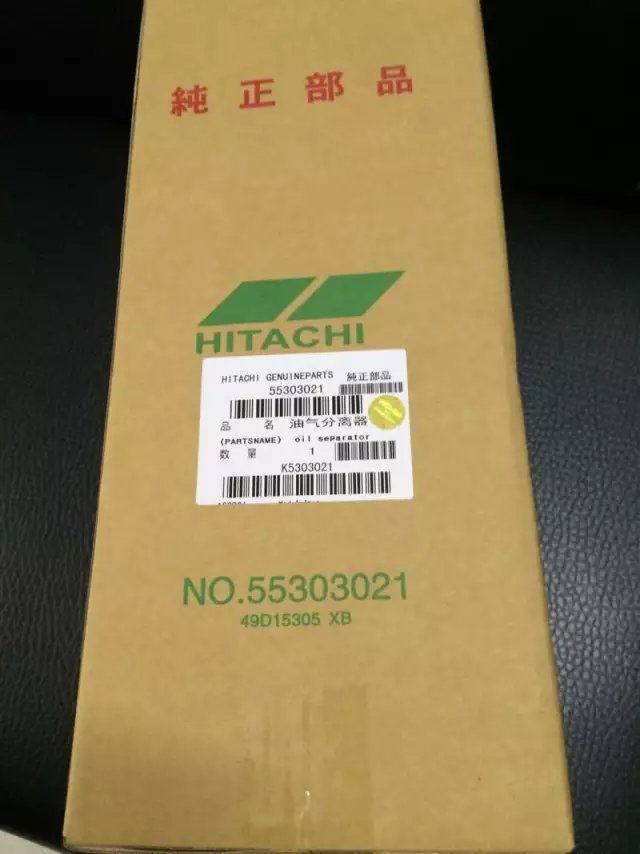 純正部品
HITACHI
HITACHI GENUINEPARTS 純正部品
55303021
品 名 油气分离器
(PARTSNAME) oil separator
数 量 1
K5303021
NO.55303021
49D15305 XB